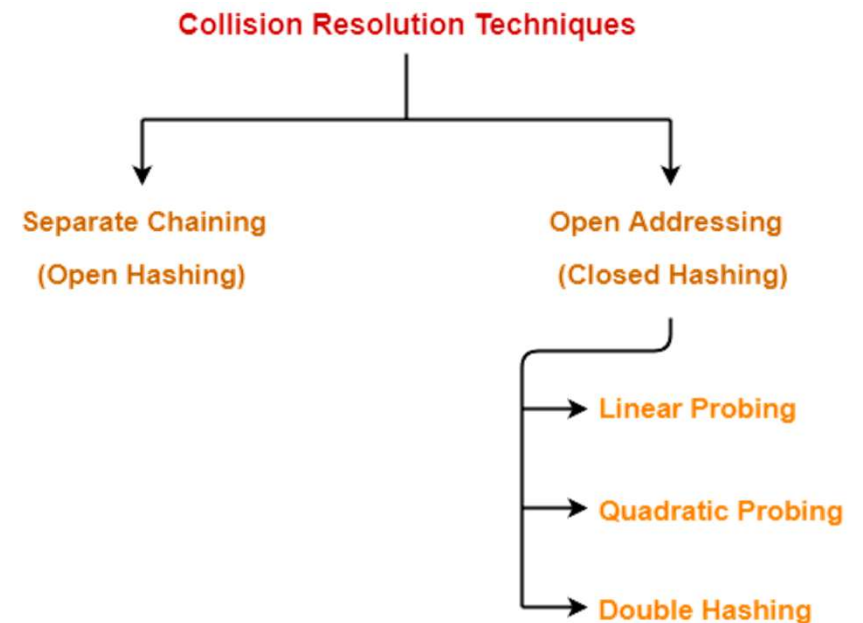 Collision Resolution Techniques
Separate Chaining
(Open Hashing)
Open Addressing
(Closed Hashing)
Linear Probing
Quadratic Probing
Double Hashing